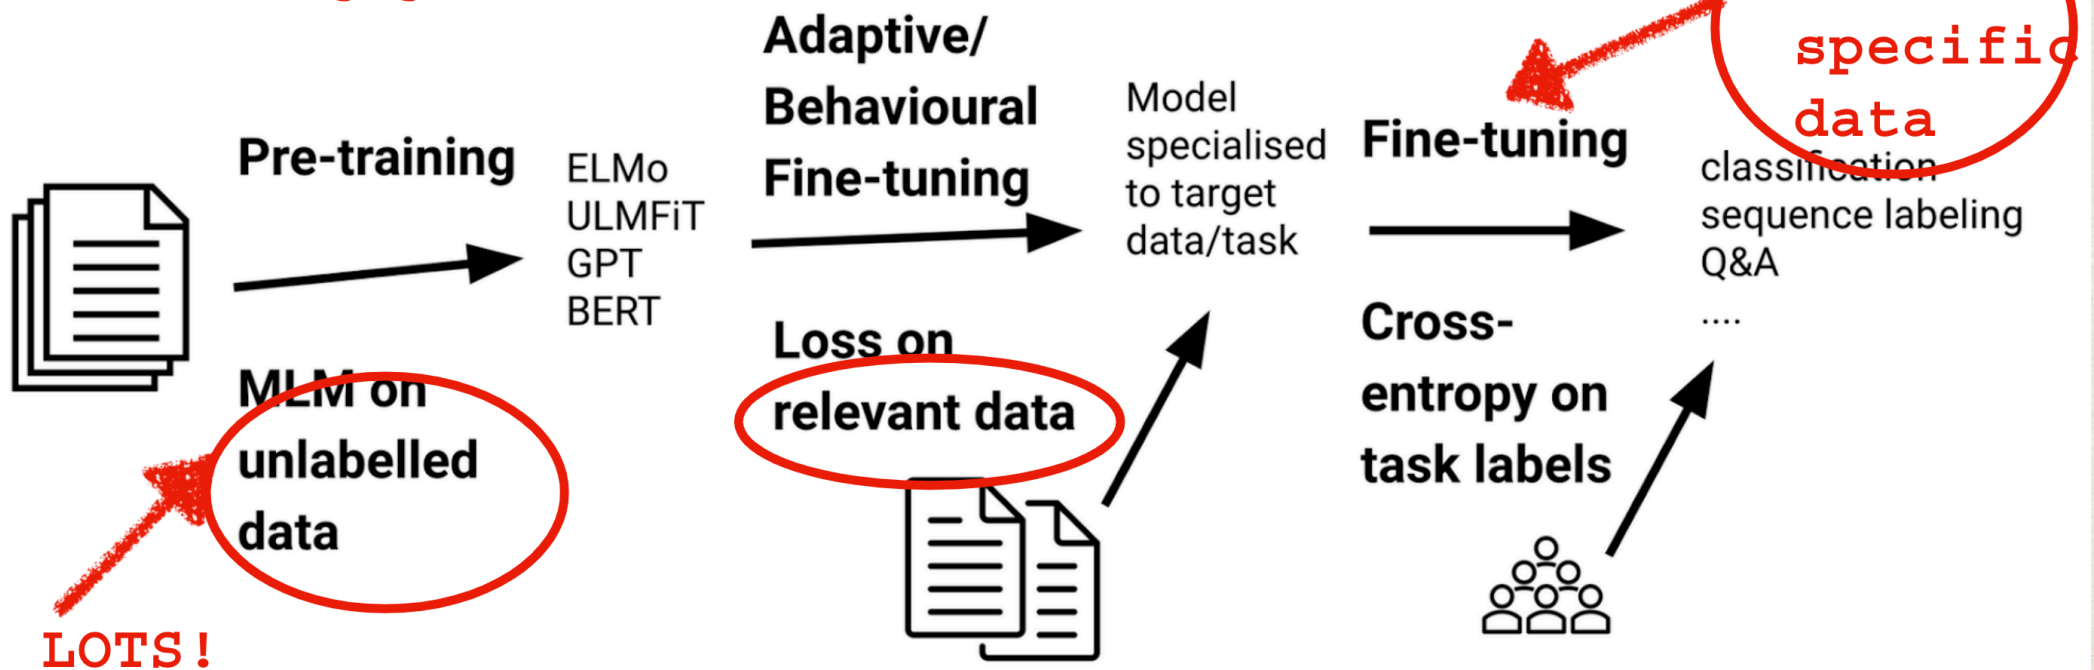 Pre-training
ELMo
ULMFiT
GPT
BERT
MLM on
unlabelled
data
LOTS!
Adaptive/
Behavioural
Fine-tuning
Loss on
relevant data
Model
specialised
to target
data/task
Fine-tuning
Cross-
entropy on
task labels
specific
data
classification
sequence labeling
Q&A
....